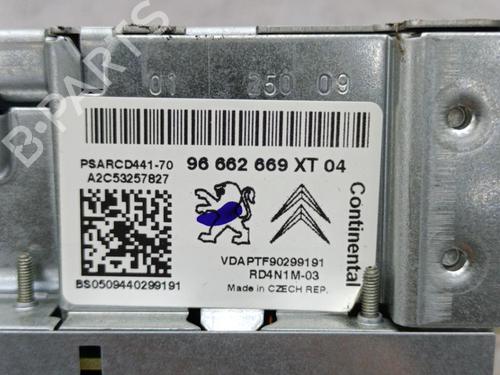 01 250 09
B-PARTS
PSARCD441-70
A2C53257827
96 662 669 XT 04
Continental
VDAPTF90299191
RD4N1M-03
Made in CZECH REP.
BS0509440299191